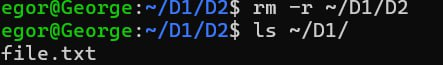 egor@George:~/D1/D2$ rm -r ~/D1/D2
egor@George:~/D1/D2$ ls ~/D1/
file.txt